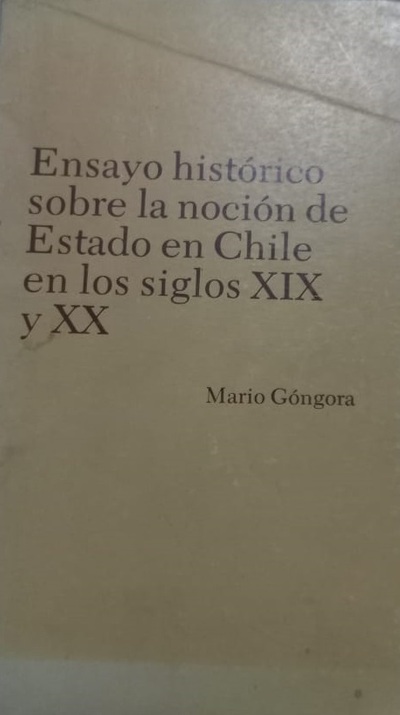 Ensayo histórico
sobre la noción de
Estado en Chile
en los siglos XIX
y XX
Mario Góngora